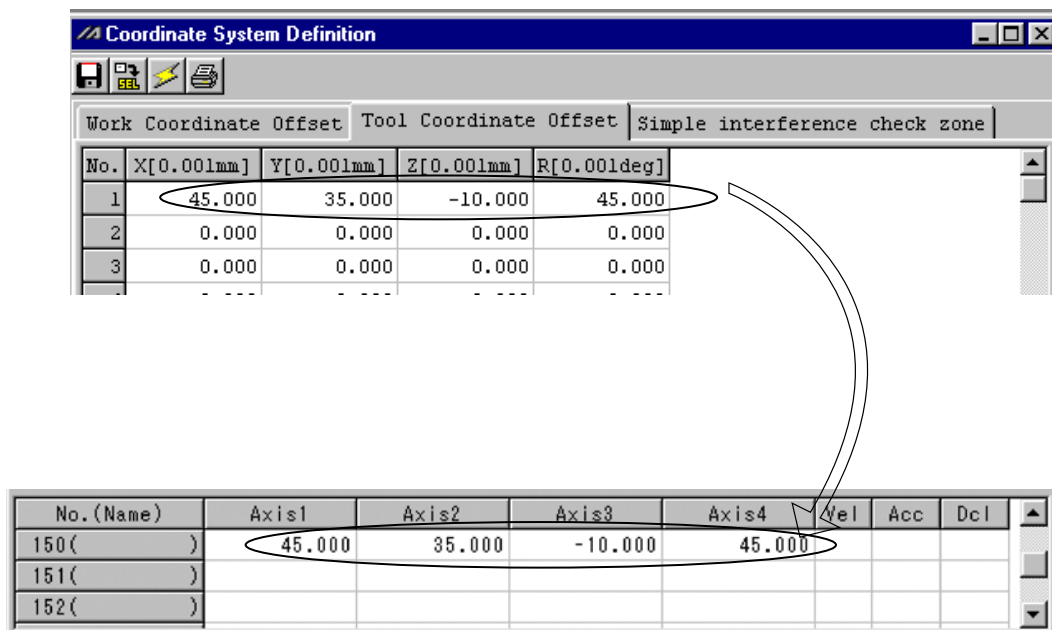 Coordinate System Definition
SEL
Work Coordinate Offset Tool Coordinate Offset Simple interference check zone
No. X[0.001mm] Y[0.001mm] Z[0.001mm] R[0.001deg]
1 45.000 35.000 -10.000 45.000
2 0.000 0.000 0.000 0.000
3 0.000 0.000 0.000 0.000
No.(Name) Axis1 Axis2 Axis3 Axis4 Vel Acc Dcl
150( ) 45.000 35.000 -10.000 45.000
151( )
152( )